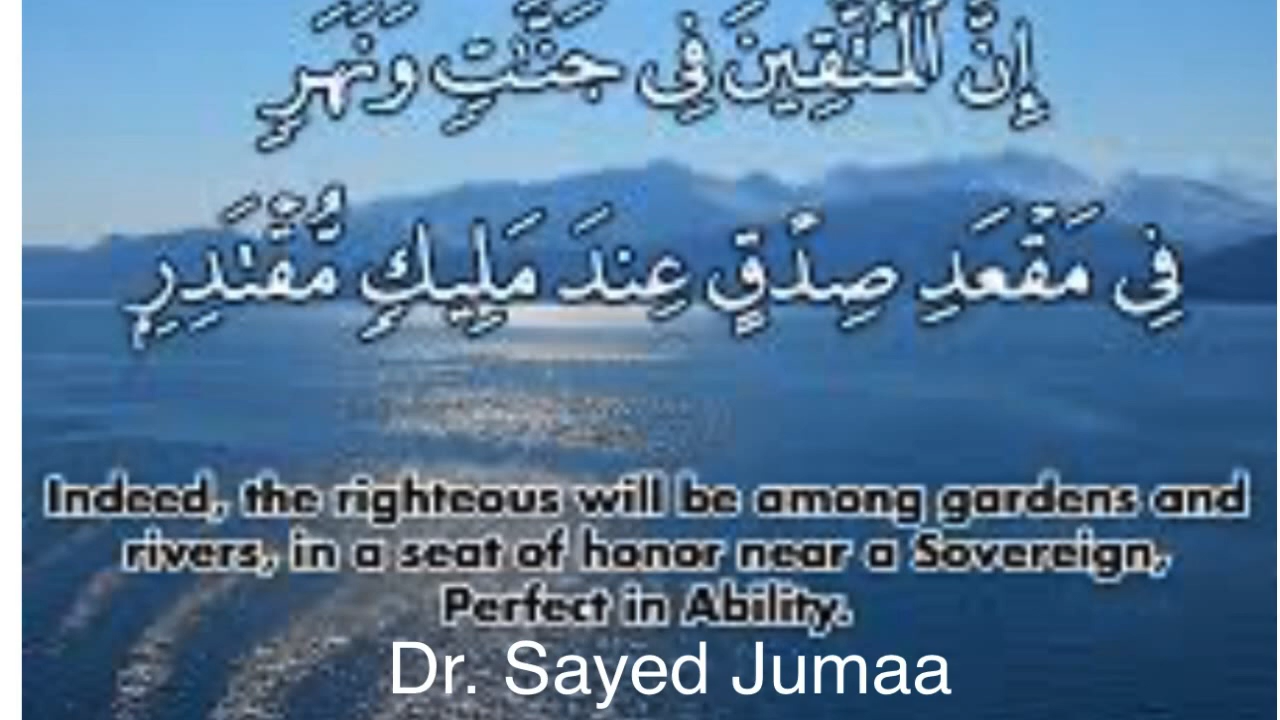 إِنَّ ٱلْمُتَّقِينَ فِى جَنَّٰتٍ وَنَهَرٍ
فِى مَقْعَدِ صِدْقٍ عِندَ مَلِيكٍ مُّقْتَدِرٍ
Indeed, the righteous will be among gardens and
rivers, in a seat of honor near a Sovereign,
Perfect in Ability.
Dr. Sayed Jumaa